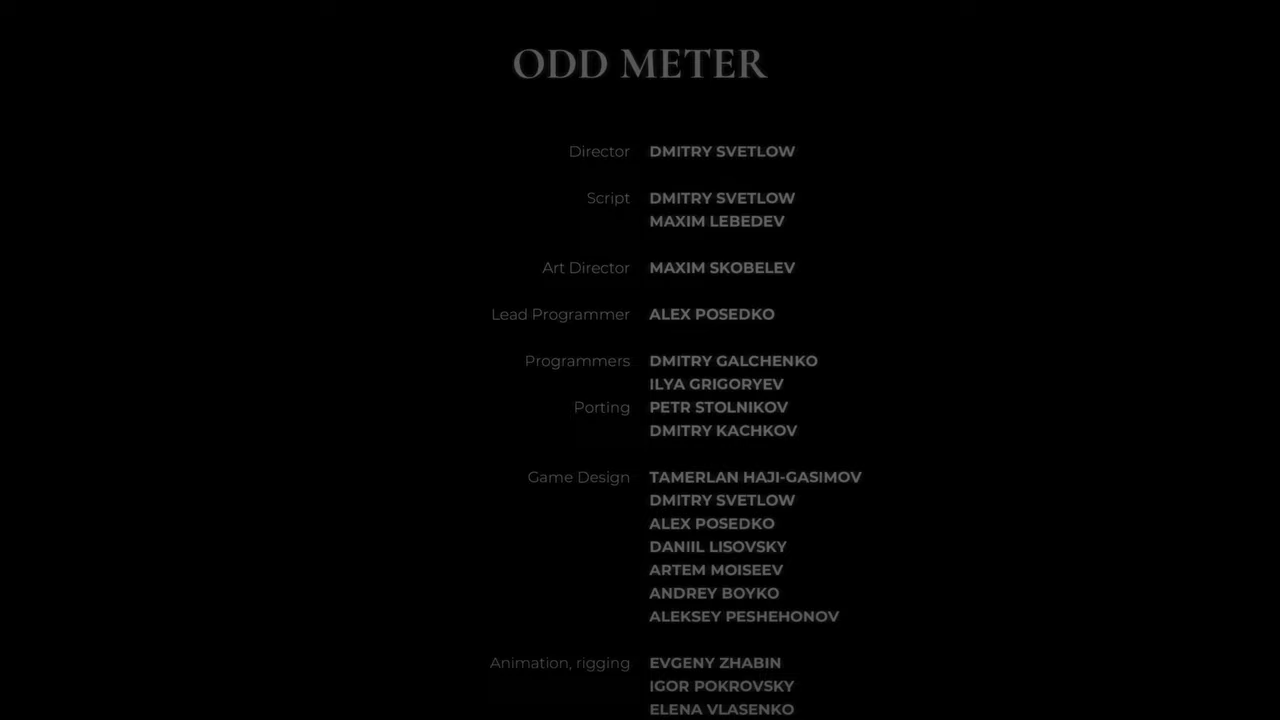 ODD METER
Director DMITRY SVETLOW
Script DMITRY SVETLOW
MAXIM LEBEDEV
Art Director MAXIM SKOBELEV
Lead Programmer ALEX POSEDKO
Programmers DMITRY GALCHENKO
ILYA GRIGORYEV
Porting PETR STOLNIKOV
DMITRY KACHKOV
Game Design TAMERLAN HAJI-GASIMOV
DMITRY SVETLOW
ALEX POSEDKO
DANIIL LISOVSKY
ARTEM MOISEEV
ANDREY BOYKO
ALEKSEY PESHEHONOV
Animation, rigging EVGENY ZHABIN
IGOR POKROVSKY
ELENA VLASENKO